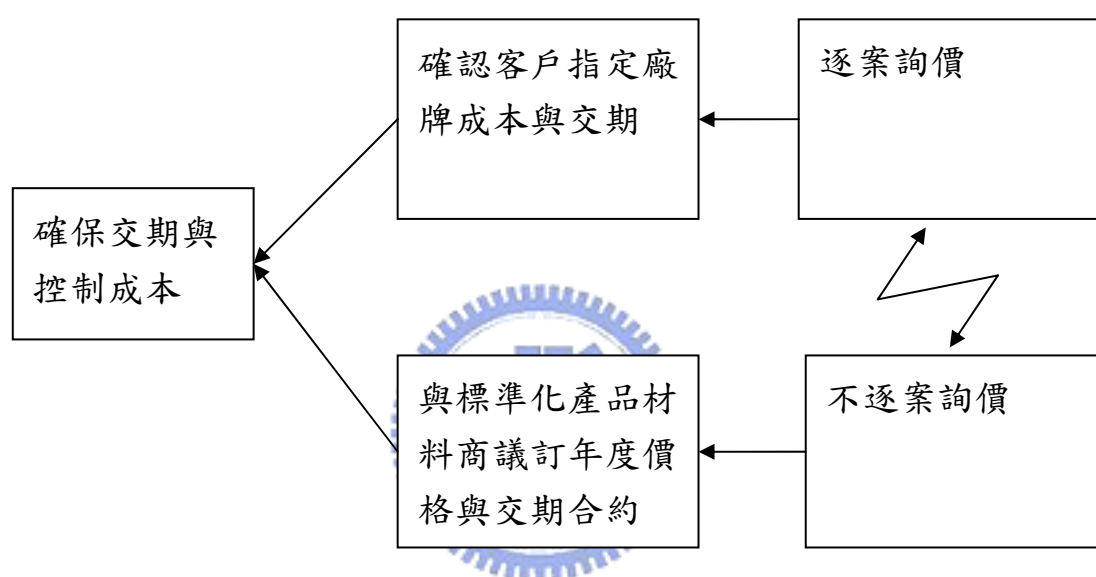 確認客戶指定廠
牌成本與交期
逐案詢價
確保交期與
控制成本
與標準化產品材
料商議訂年度價
格與交期合約
不逐案詢價